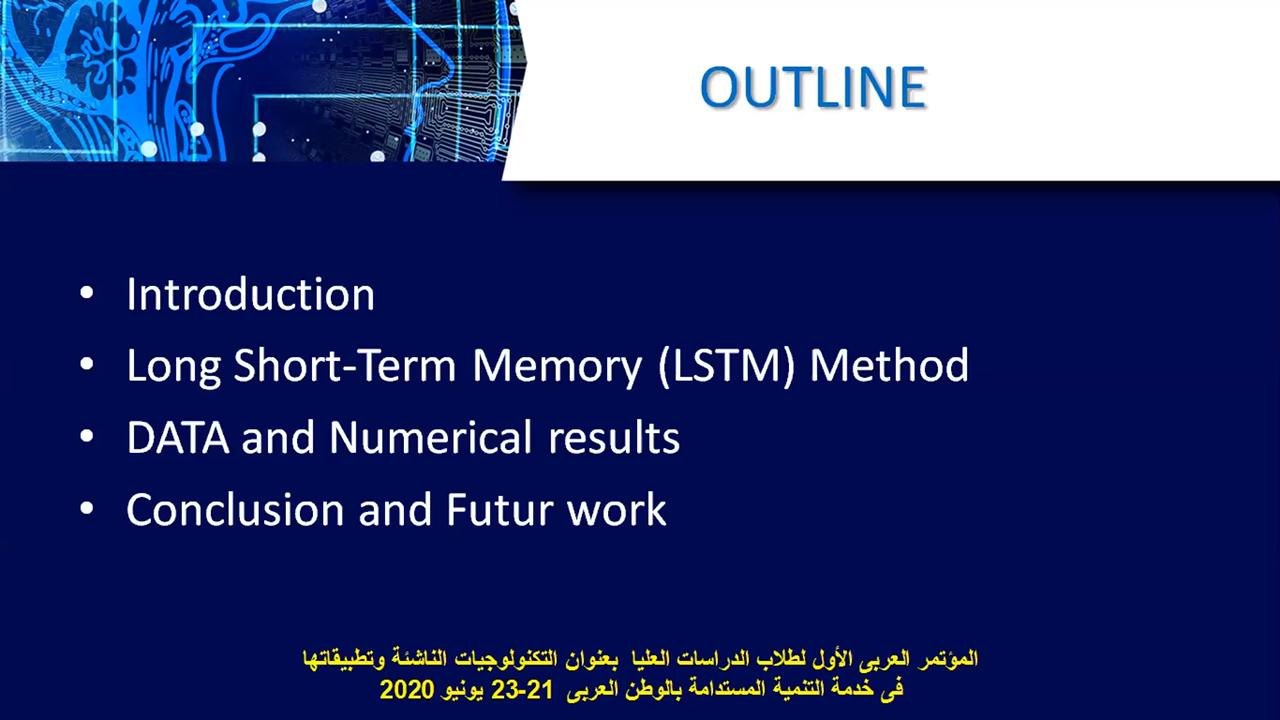 OUTLINE
• Introduction
• Long Short-Term Memory (LSTM) Method
• DATA and Numerical results
• Conclusion and Futur work
المؤتمر العربى الأول لطلاب الدراسات العليا بعنوان التكنولوجيات الناشئة وتطبيقاتها
فى خدمة التنمية المستدامة بالوطن العربى 21-23 يونيو 2020